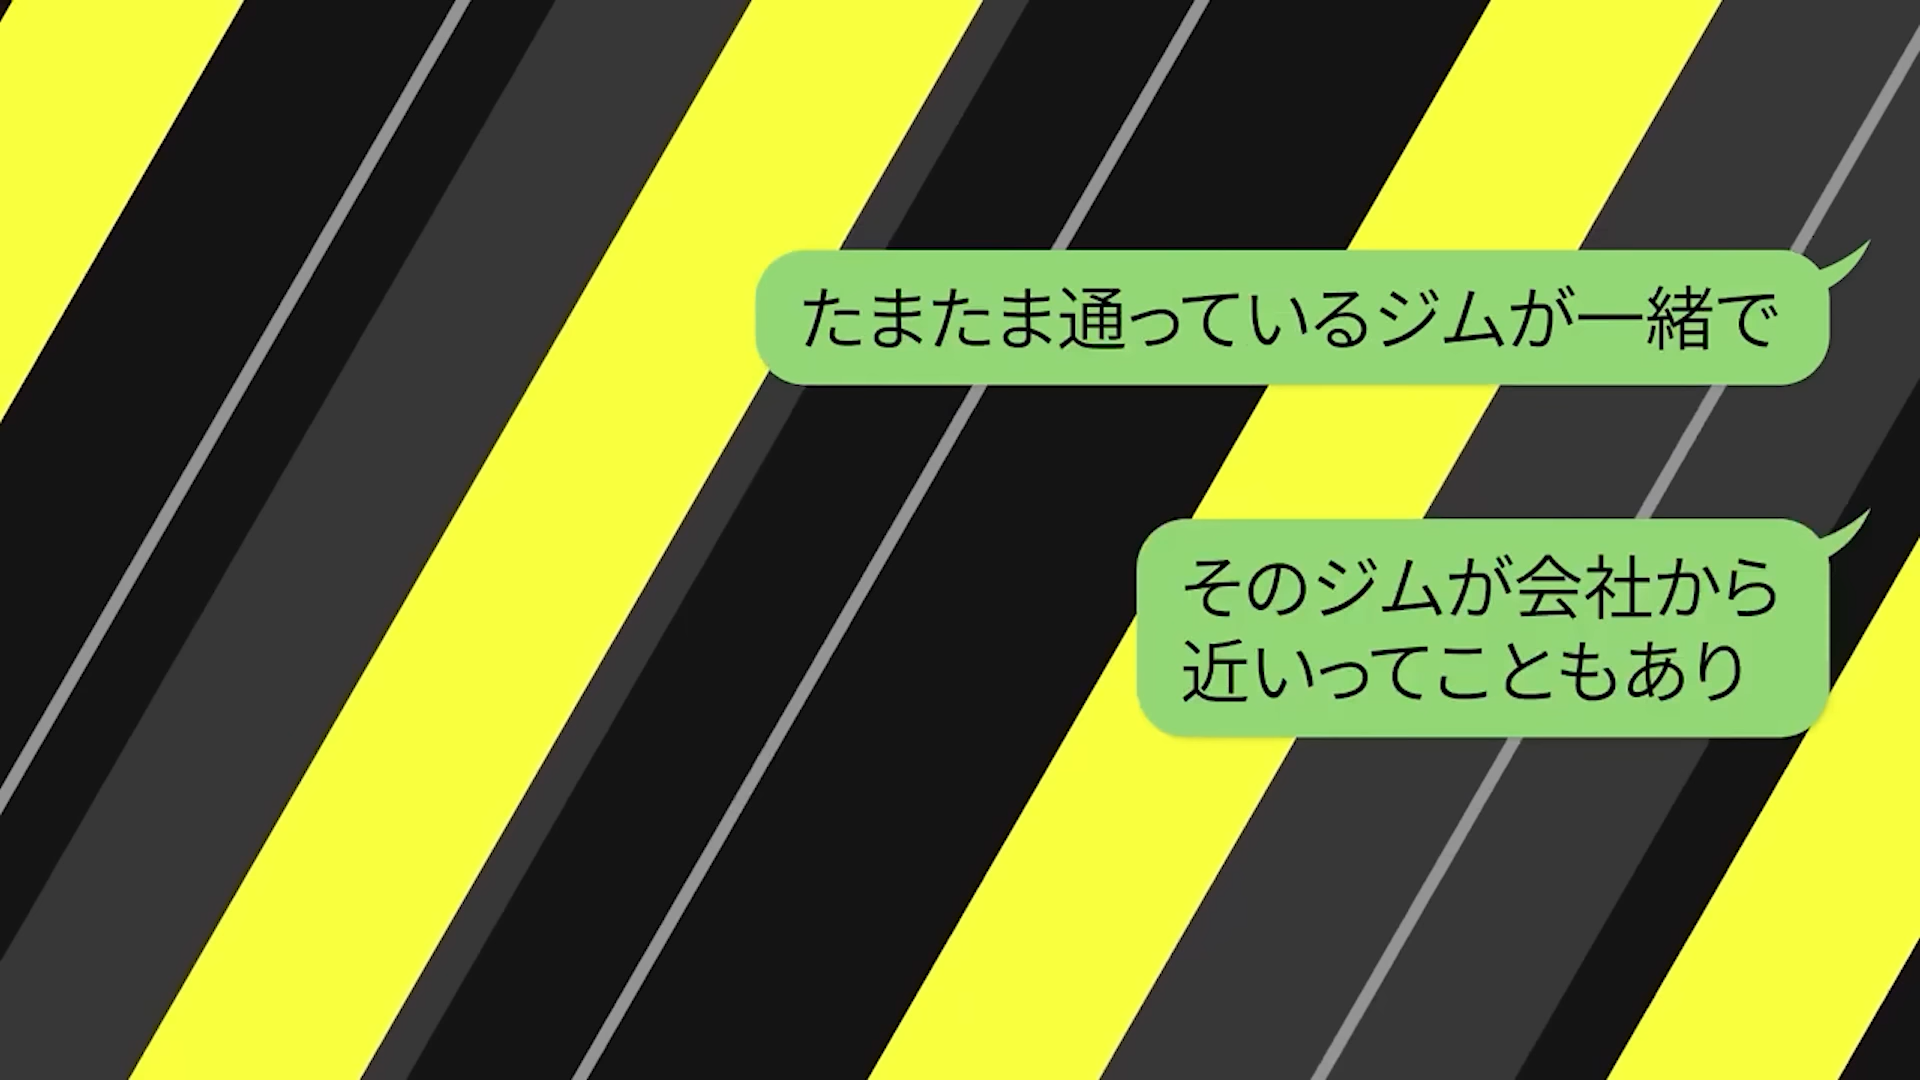 たまたま通っているジムが一緒で
そのジムが会社から
近いってこともあり